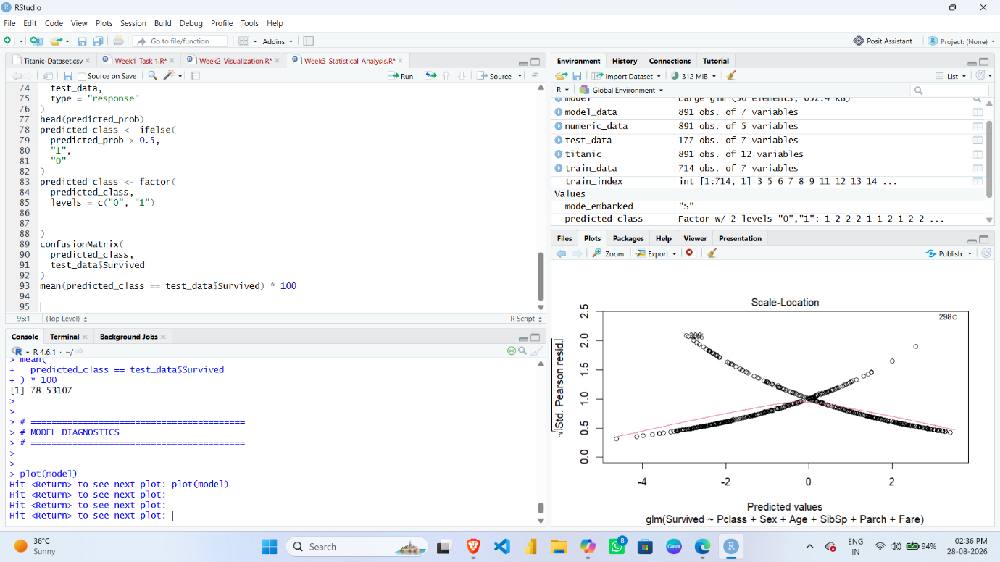 RStudio
File Edit Code View Plots Session Build Debug Profile Tools Help
Go to file/function Addins Posit Assistant Project: (None)
Titanic-Dataset.csv Week1_Task 1.R* Week2_Visualization.R* Week3_Statistical_Analysis.R*
Source on Save Run Source
74 test_data,
75 type = "response"
76 )
77 head(predicted_prob)
78 predicted_class <- ifelse(
79 predicted_prob > 0.5,
80 "1",
81 "0"
82 )
83 predicted_class <- factor(
84 predicted_class,
85 levels = c("0", "1")
86
87
88 )
89 confusionMatrix(
90 predicted_class,
91 test_data$Survived
92 )
93 mean(predicted_class == test_data$Survived) * 100
94
95
95:1 (Top Level) R Script
Console Terminal Background Jobs
R 4.6.1 · ~/
> mean(
+ predicted_class == test_data$Survived
+ ) * 100
[1] 78.53107
>
>
> # =========================================
> # MODEL DIAGNOSTICS
> # =========================================
>
>
> plot(model)
Hit <Return> to see next plot: plot(model)
Hit <Return> to see next plot:
Hit <Return> to see next plot:
Hit <Return> to see next plot:
Environment History Connections Tutorial
Import Dataset 312 MiB List
R Global Environment
model Large glm (30 elements, 652.4 kB)
model_data 891 obs. of 7 variables
numeric_data 891 obs. of 5 variables
test_data 177 obs. of 7 variables
titanic 891 obs. of 12 variables
train_data 714 obs. of 7 variables
train_index int [1:714, 1] 3 5 6 7 8 9 11 12 13 14 ...
Values
mode_embarked "S"
predicted_class Factor w/ 2 levels "0","1": 1 2 2 2 1 1 2 1 2 2 ...
Files Plots Packages Help Viewer Presentation
Zoom Export Publish
Scale-Location
298
√|Std. Pearson resid.|
2.5
2.0
1.5
1.0
0.5
0.0
-4 -2 0 2
Predicted values
glm(Survived ~ Pclass + Sex + Age + SibSp + Parch + Fare)
36°C
Sunny
Search
8
ENG
IN
94%
02:36 PM
28-08-2026